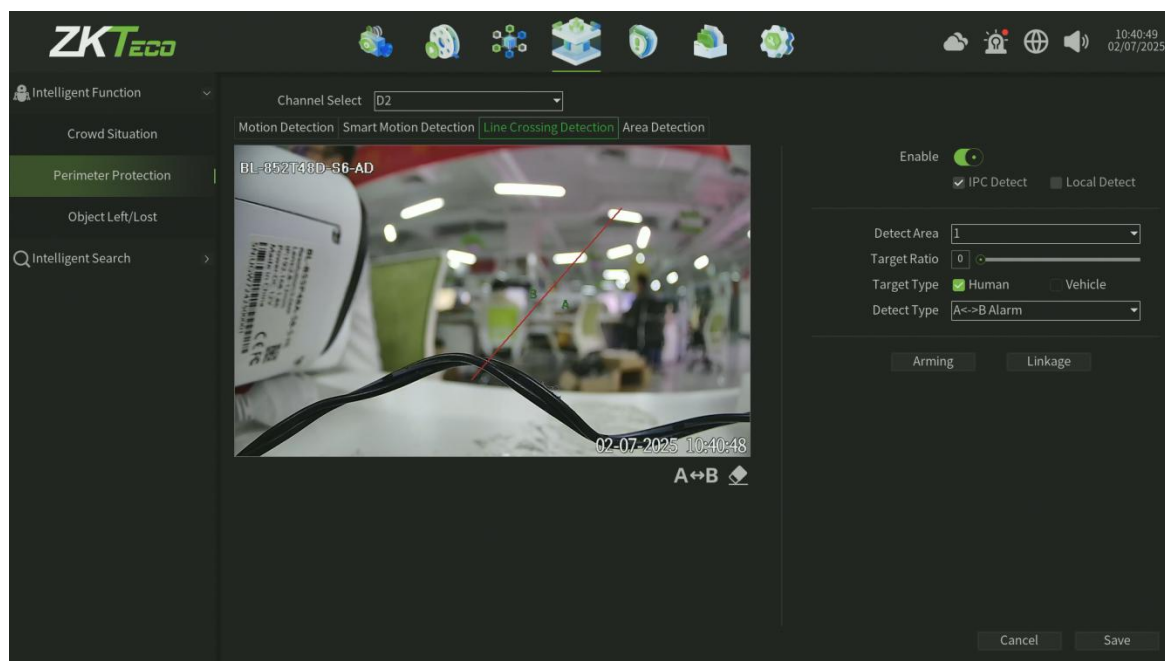 ZKTECO
10:40:49
02/07/2025
Intelligent Function
Crowd Situation
Perimeter Protection
Object Left/Lost
Intelligent Search
Channel Select D2
Motion Detection Smart Motion Detection Line Crossing Detection Area Detection
BL-852T48D-S6-AD
B
A
02-07-2025 10:40:48
A↔B
Enable
IPC Detect Local Detect
Detect Area 1
Target Ratio 0
Target Type Human Vehicle
Detect Type A<->B Alarm
Arming Linkage
Cancel Save